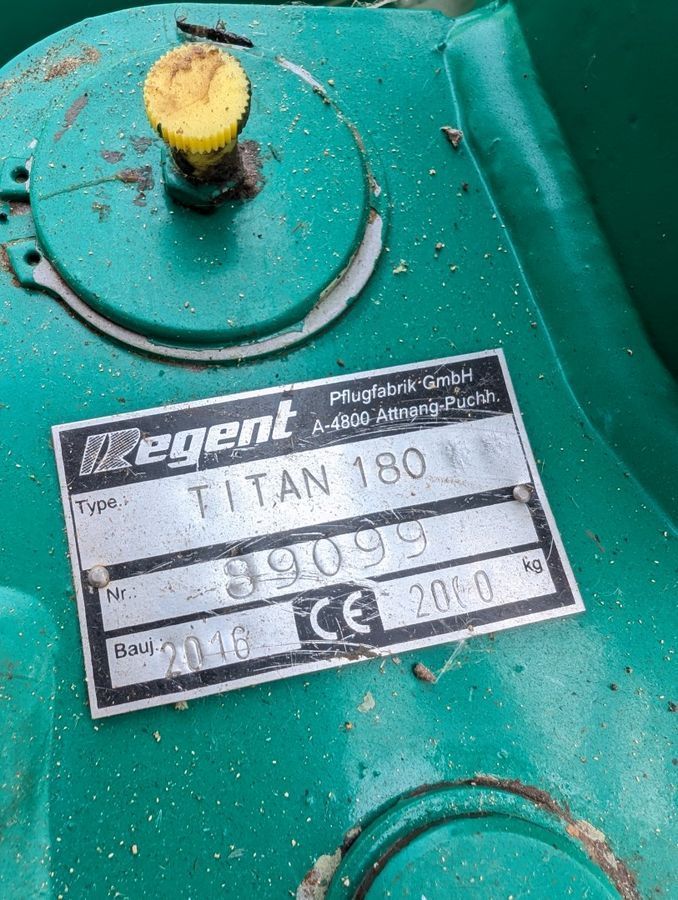 Regent
Pflugfabrik GmbH
A-4800 Attnang-Puchh.
Type.: TITAN 180
Nr.: 89099
Bauj.: 2016 CE 2000 kg